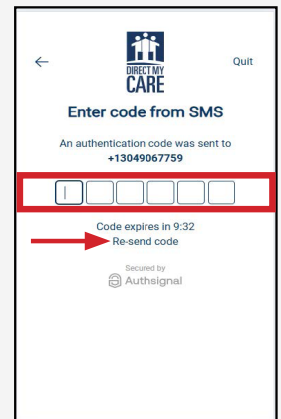 Quit
DIRECT MY
CARE
Enter code from SMS
An authentication code was sent to
+13049067759
Code expires in 9:32
Re-send code
Secured by
Authsignal